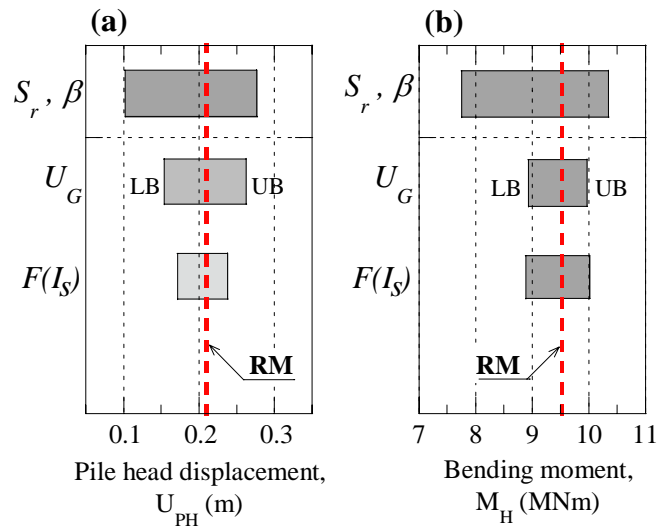 (a)
(b)
S_r , β
U_G
LB
UB
F(I_S)
RM
0.1 0.2 0.3
Pile head displacement,
U_PH (m)
S_r , β
U_G
LB
UB
F(I_S)
RM
7 8 9 10 11
Bending moment,
M_H (MNm)